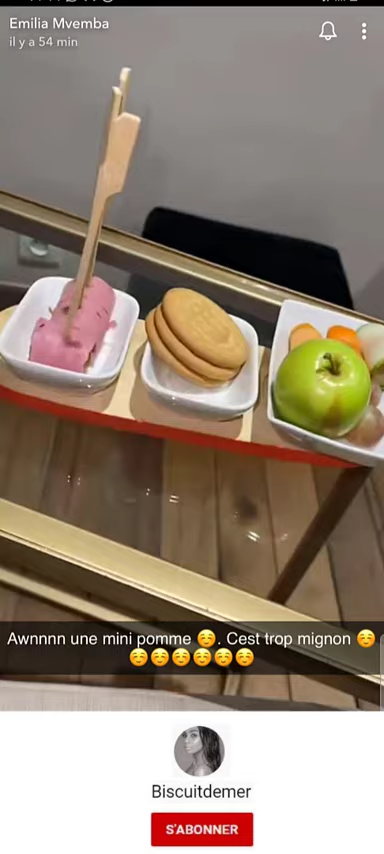 Emilia Mvemba
il y a 54 min
Awnnnn une mini pomme ☺️. Cest trop mignon ☺️
☺️☺️☺️☺️☺️☺️
Biscuitdemer
S'ABONNER